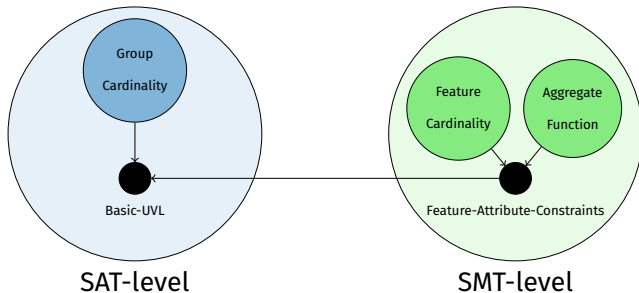 Group
Cardinality
Basic-UVL
SAT-level
Feature
Cardinality
Aggregate
Function
Feature-Attribute-Constraints
SMT-level